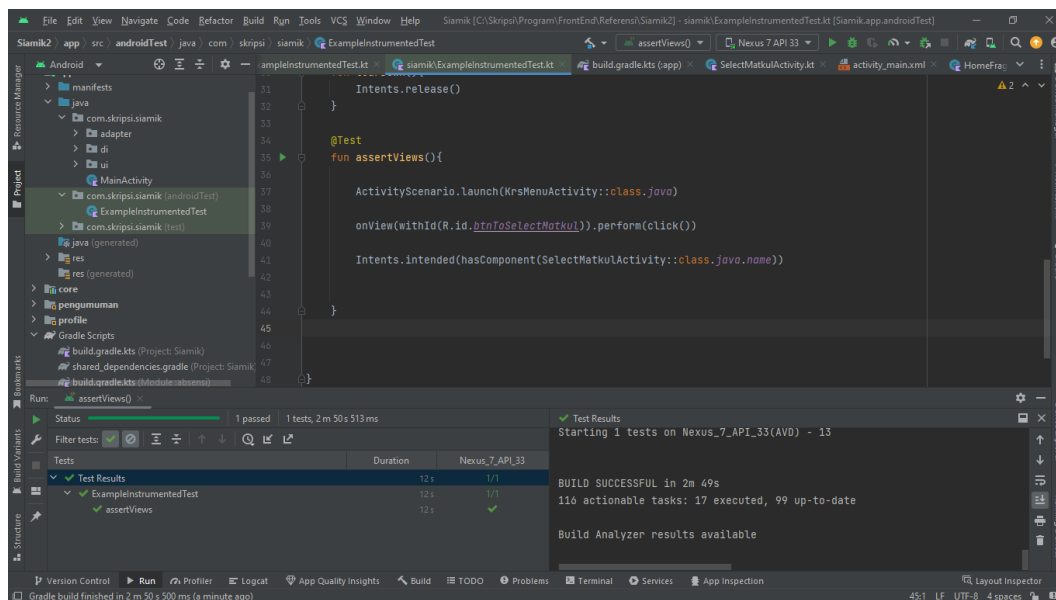 File Edit View Navigate Code Refactor Build Run Tools VCS Window Help Siamik [C:\Skripsi\Program\FrontEnd\Referensi\Siamik2] - siamik\ExampleInstrumentedTest.kt [Siamik.app.androidTest]
Siamik2 app src androidTest java com skripsi siamik ExampleInstrumentedTest assertViews() Nexus 7 API 33
Android ampleInstrumentedTest.kt siamik\ExampleInstrumentedTest.kt build.gradle.kts (:app) SelectMatkulActivity.kt activity_main.xml HomeFrag
Resource Manager
Project
Bookmarks
Build Variants
Structure
manifests
java
com.skripsi.siamik
adapter
di
ui
MainActivity
com.skripsi.siamik (androidTest)
ExampleInstrumentedTest
com.skripsi.siamik (test)
java (generated)
res
res (generated)
core
pengumuman
profile
Gradle Scripts
build.gradle.kts (Project: Siamik)
shared_dependencies.gradle (Project: Siamik
build.gradle.kts (Module :absensi)
2
31 Intents.release()
32 }
33
34 @Test
35 fun assertViews(){
36
37 ActivityScenario.launch(KrsMenuActivity::class.java)
38
39 onView(withId(R.id.btnToSelectMatkul)).perform(click())
40
41 Intents.intended(hasComponent(SelectMatkulActivity::class.java.name))
42
43
44 }
45
46
47
48 }
Run: assertViews()
Status 1 passed 1 tests, 2 m 50 s 513 ms
Filter tests:
Tests Duration Nexus_7_API_33
Test Results 12 s 1/1
ExampleInstrumentedTest 12 s 1/1
assertViews 12 s
Test Results
Starting 1 tests on Nexus_7_API_33(AVD) - 13
BUILD SUCCESSFUL in 2m 49s
116 actionable tasks: 17 executed, 99 up-to-date
Build Analyzer results available
Version Control Run Profiler Logcat App Quality Insights Build TODO Problems Terminal Services App Inspection Layout Inspector
Gradle build finished in 2 m 50 s 500 ms (a minute ago) 45:1 LF UTF-8 4 spaces